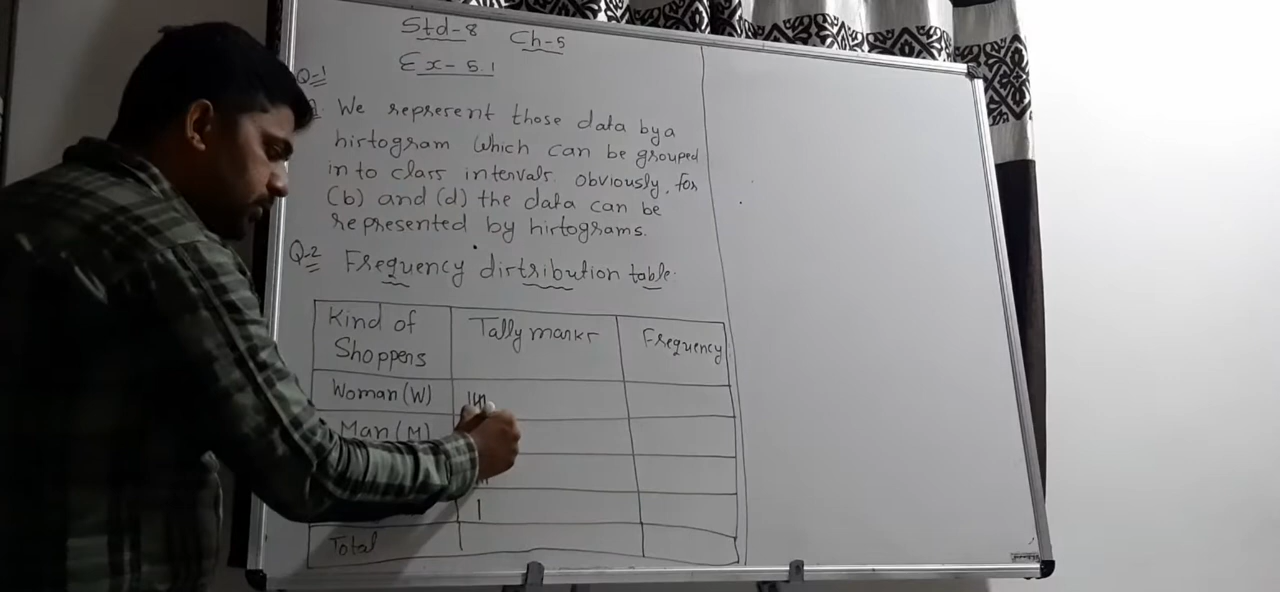 Std-8 Ch-5
Ex-5.1
Q-1
We represent those data by a
histogram which can be grouped
in to class intervals. obviously, for
(b) and (d) the data can be
represented by histograms.
Q-2 Frequency distribution table.
Kind of Shoppers Tally marks Frequency
Woman (W)
Man (M)
Total